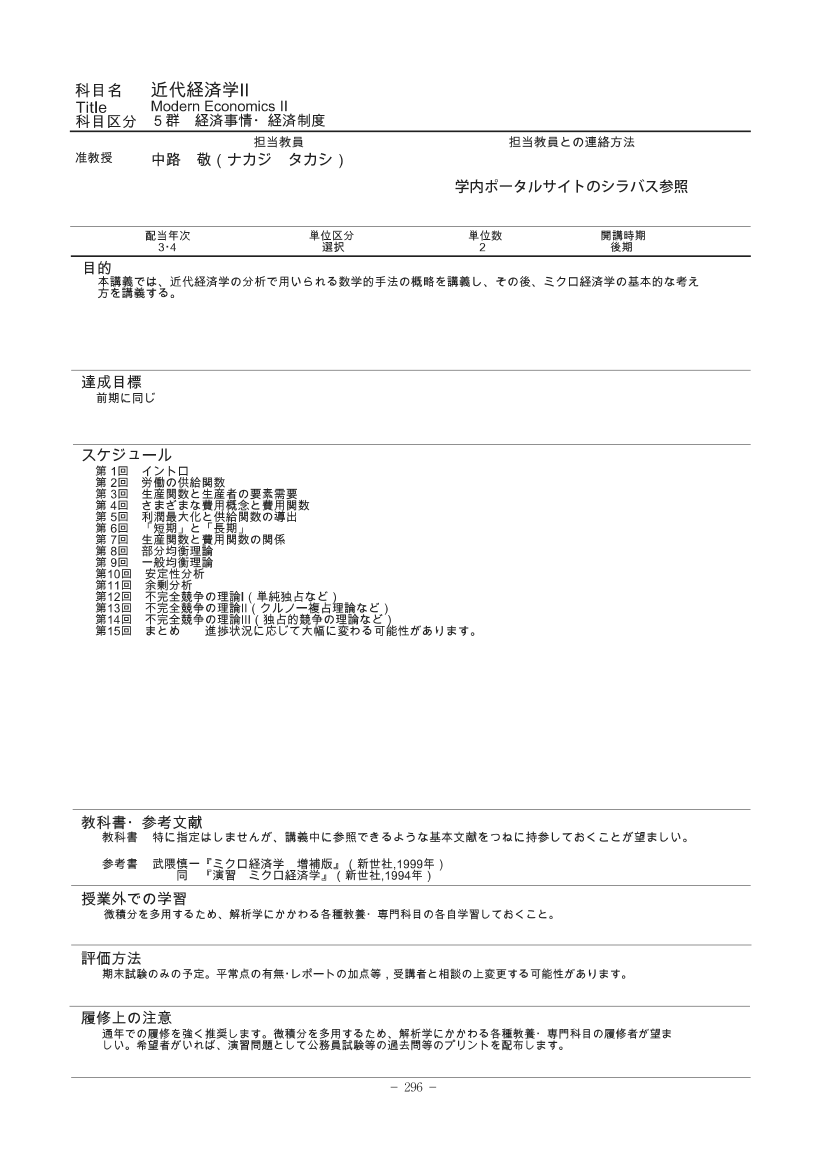 科目名　近代経済学II
Title　Modern Economics II
科目区分　５群　経済事情・経済制度
担当教員　担当教員との連絡方法
准教授　中路　敬（ナカジ　タカシ）
学内ポータルサイトのシラバス参照
配当年次　単位区分　単位数　開講時期
3･4　選択　2　後期
目的
本講義では、近代経済学の分析で用いられる数学的手法の概略を講義し、その後、ミクロ経済学の基本的な考え
方を講義する。
達成目標
前期に同じ
スケジュール
第 1回　イントロ
第 2回　労働の供給関数
第 3回　生産関数と生産者の要素需要
第 4回　さまざまな費用概念と費用関数
第 5回　利潤最大化と供給関数の導出
第 6回　「短期」と「長期」
第 7回　生産関数と費用関数の関係
第 8回　部分均衡理論
第 9回　一般均衡理論
第10回　安定性分析
第11回　余剰分析
第12回　不完全競争の理論I（単純独占など）
第13回　不完全競争の理論II（クルノー複占理論など）
第14回　不完全競争の理論III（独占的競争の理論など）
第15回　まとめ　　進捗状況に応じて大幅に変わる可能性があります。
教科書・参考文献
教科書　特に指定はしませんが、講義中に参照できるような基本文献をつねに持参しておくことが望ましい。
参考書　武隈慎一『ミクロ経済学　増補版』（新世社,1999年）
同　『演習　ミクロ経済学』（新世社,1994年）
授業外での学習
微積分を多用するため、解析学にかかわる各種教養・専門科目の各自学習しておくこと。
評価方法
期末試験のみの予定。平常点の有無･レポートの加点等，受講者と相談の上変更する可能性があります。
履修上の注意
通年での履修を強く推奨します。微積分を多用するため、解析学にかかわる各種教養・専門科目の履修者が望ま
しい。希望者がいれば、演習問題として公務員試験等の過去問等のプリントを配布します。
－ 296 －